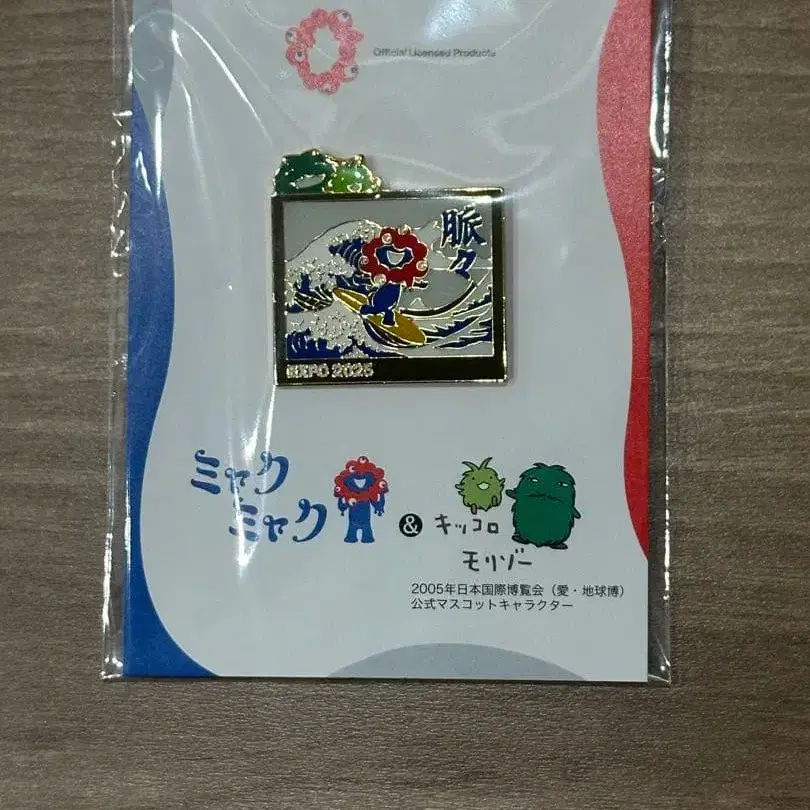 Official Licensed Products
脈々
EXPO 2025
ミャク
ミャク
&
キッコロ
モリゾー
2005年日本国際博覧会（愛・地球博）
公式マスコットキャラクター